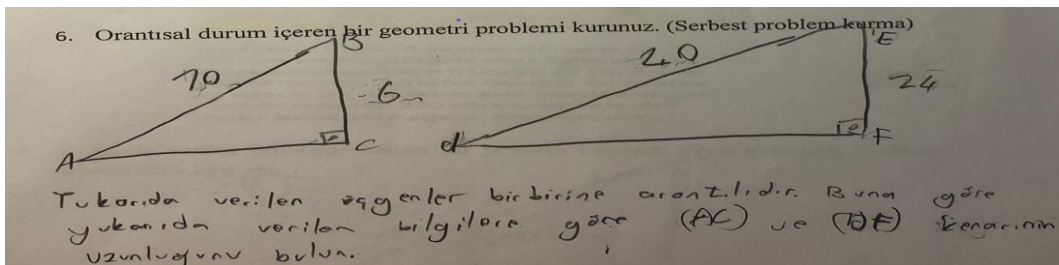 6. Orantısal durum içeren bir geometri problemi kurunuz. (Serbest problem kurma)
B E
10 20
6 24
A C d F
Yukarıda verilen üçgenler birbirine orantılıdır. Buna göre
yukarıda verilen bilgilere göre (AC) ve (DF) kenarının
uzunluğunu bulun.